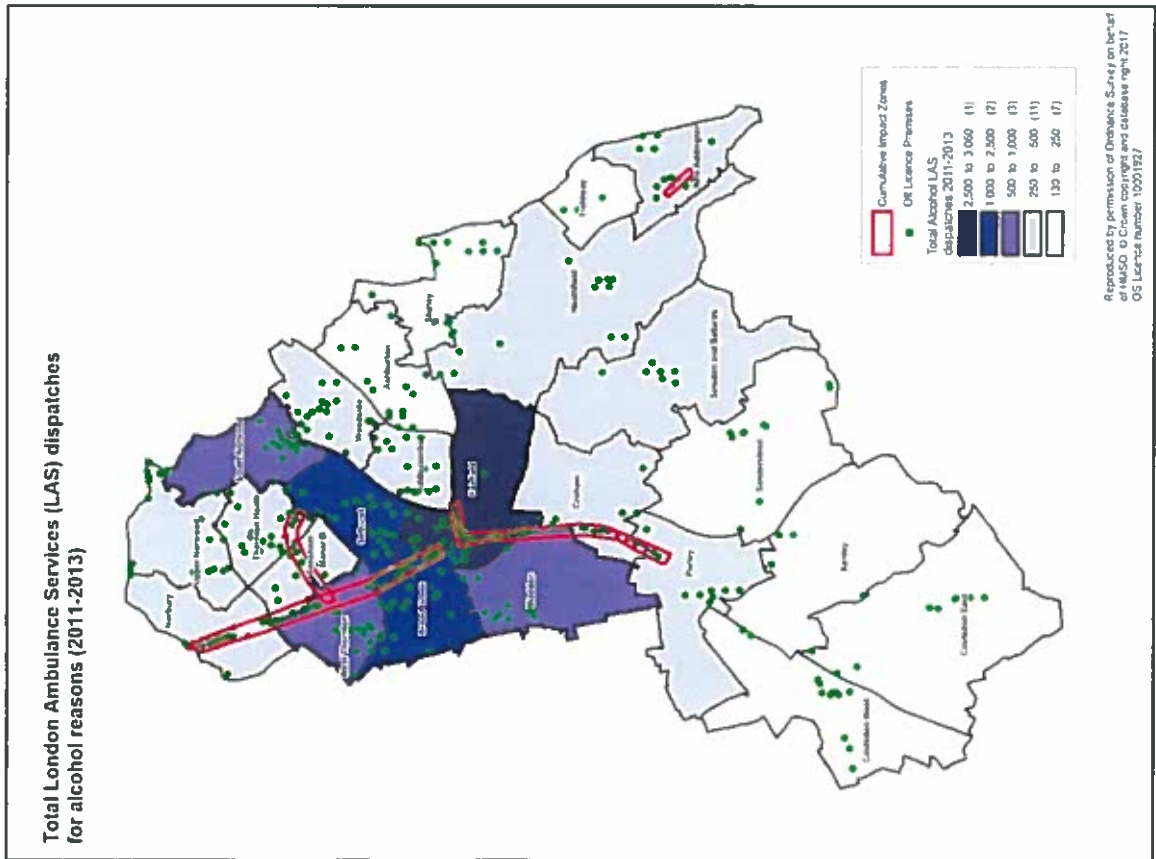 Total London Ambulance Services (LAS) dispatches
for alcohol reasons (2011-2013)
Norbury
Upper Norwood
Thornton Heath
South Norwood
Woodside
Ashburton
Shirley
Addiscombe
Selhurst
Broad Green
West Thornton
Fairfield
Waddon
Croham
Heathfield
Fieldway
New Addington
Selsdon and Ballards
Purley
Sanderstead
Kenley
Coulsdon West
Coulsdon East
Cumulative Impact Zones
Off Licence Premises
Total Alcohol LAS
dispatches 2011-2013
2,500 to 3,060 (1)
1,000 to 2,500 (2)
500 to 1,000 (3)
250 to 500 (11)
130 to 250 (7)
Reproduced by permission of Ordnance Survey on behalf
of HMSO © Crown copyright and database right 2017
OS Licence number